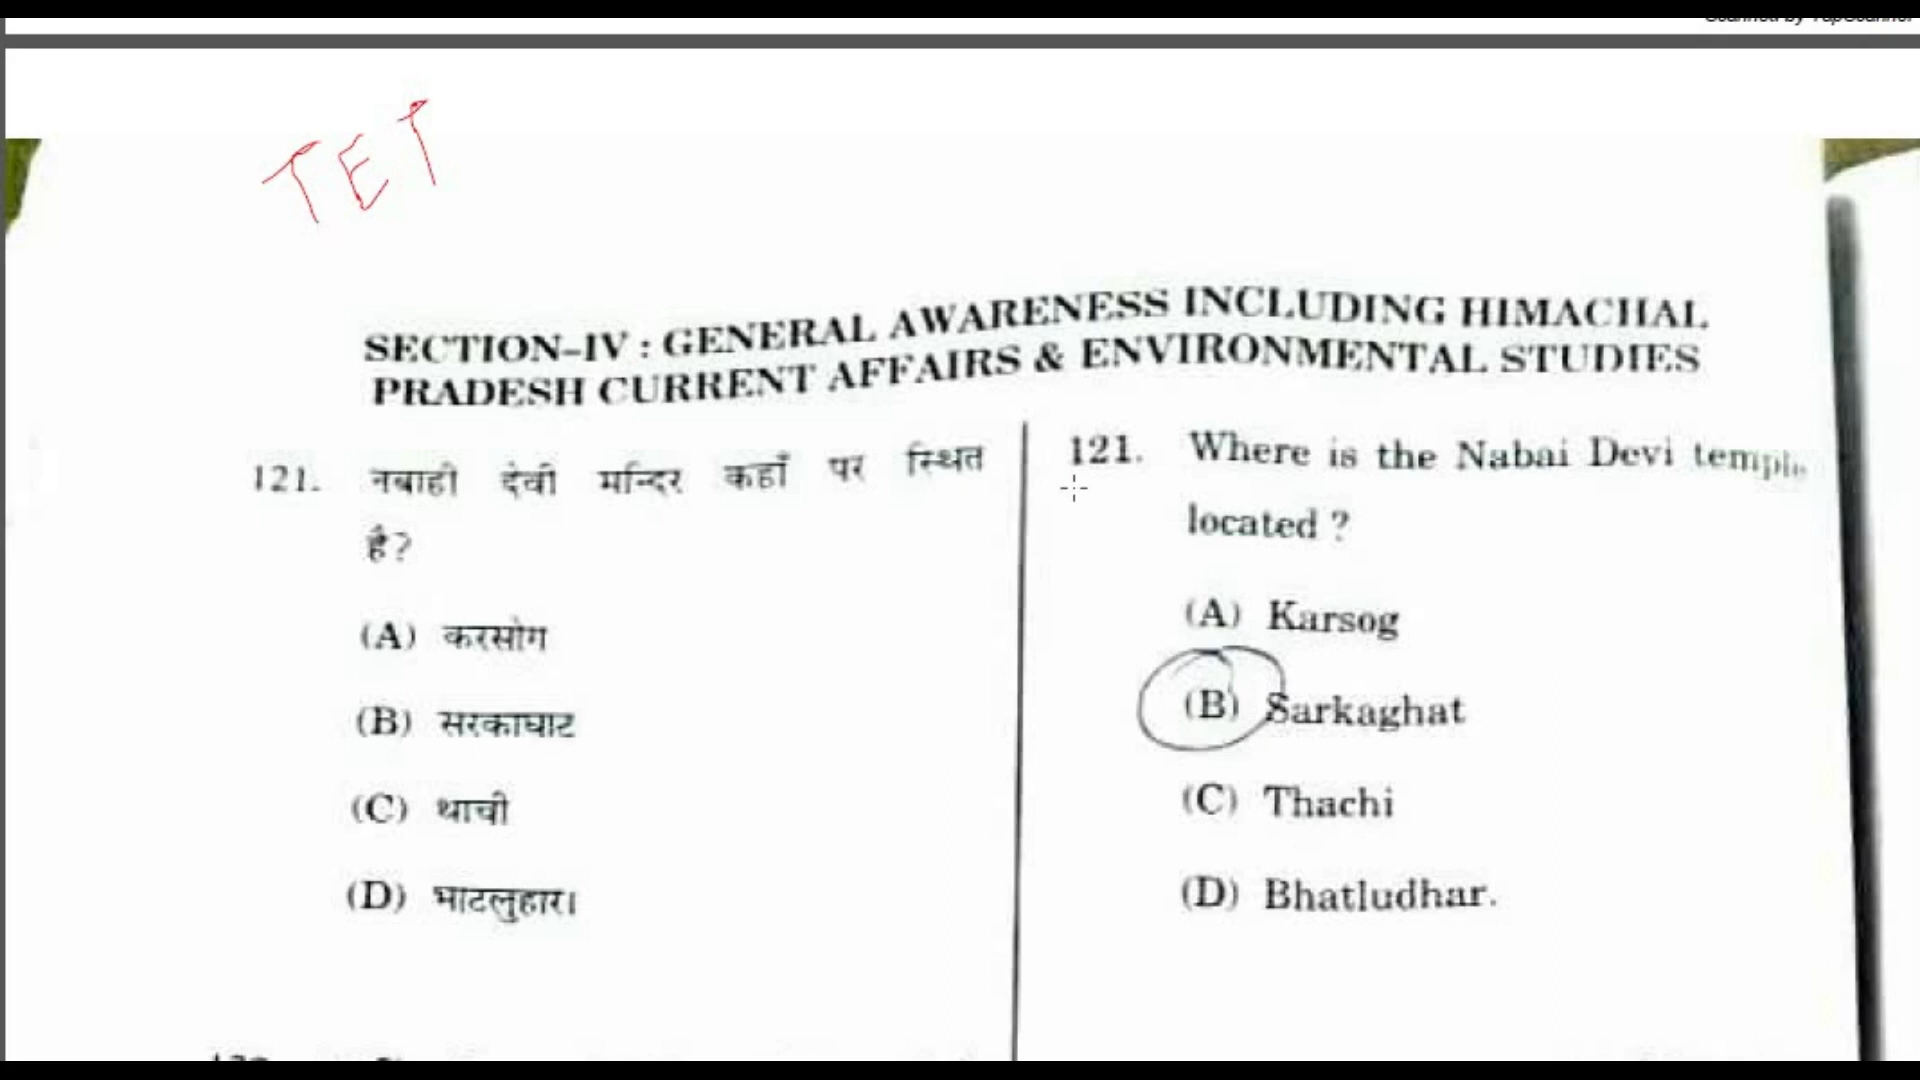 TET
SECTION–IV : GENERAL AWARENESS INCLUDING HIMACHAL
PRADESH CURRENT AFFAIRS & ENVIRONMENTAL STUDIES
121. नबाही देवी मन्दिर कहाँ पर स्थित
है?
(A) करसोग
(B) सरकाघाट
(C) थाची
(D) भाटलुहार।
121. Where is the Nabai Devi temple
located ?
(A) Karsog
(B) Sarkaghat
(C) Thachi
(D) Bhatludhar.